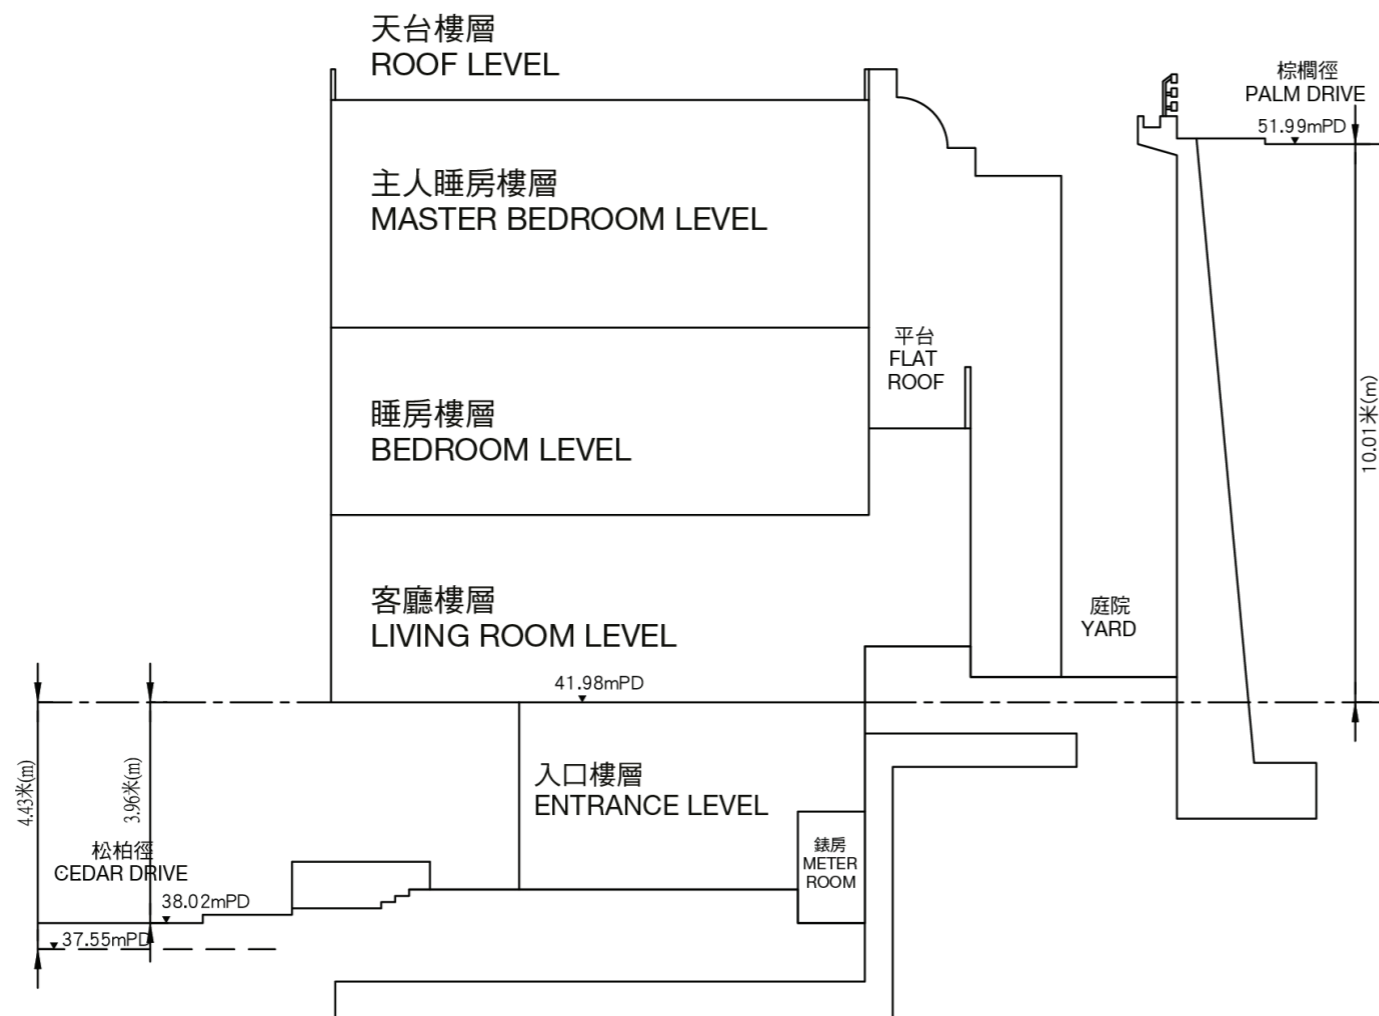 天台樓層
ROOF LEVEL
棕櫚徑
PALM DRIVE
51.99mPD
主人睡房樓層
MASTER BEDROOM LEVEL
平台
FLAT
ROOF
睡房樓層
BEDROOM LEVEL
10.01米(m)
客廳樓層
LIVING ROOM LEVEL
庭院
YARD
41.98mPD
4.43米(m)
3.96米(m)
入口樓層
ENTRANCE LEVEL
錶房
METER
ROOM
松柏徑
CEDAR DRIVE
38.02mPD
37.55mPD